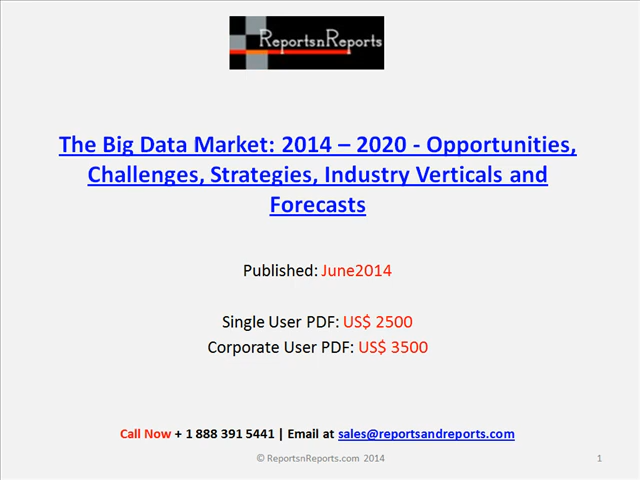 ReportsnReports
The Big Data Market: 2014 – 2020 - Opportunities,
Challenges, Strategies, Industry Verticals and
Forecasts
Published: June2014
Single User PDF: US$ 2500
Corporate User PDF: US$ 3500
Call Now + 1 888 391 5441 | Email at sales@reportsandreports.com
© ReportsnReports.com 2014
1